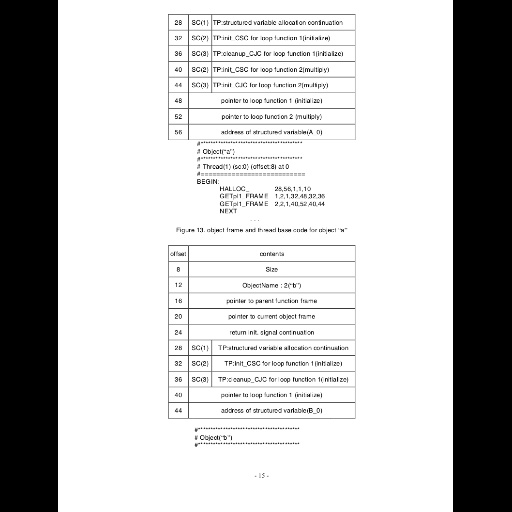 28 SC(1) TP:structured variable allocation continuation
32 SC(2) TP:init_CSC for loop function 1(initialize)
36 SC(3) TP:cleanup_CJC for loop function 1(initialize)
40 SC(2) TP:init_CSC for loop function 2(multiply)
44 SC(3) TP:init_CJC for loop function 2(multiply)
48 pointer to loop function 1 (initialize)
52 pointer to loop function 2 (multiply)
56 address of structured variable(A_0)
#****************************************
# Object("a")
#****************************************
# Thread(1) (sc:0) (offset:8) at 0
#==========================
BEGIN:
HALLOC_ 28,56,1,1,10
GETpl1_FRAME 1,2,1,32,48,32,36
GETpl1_FRAME 2,2,1,40,52,40,44
NEXT
. . .
Figure 13. object frame and thread base code for object "a"
offset contents
8 Size
12 ObjectName : 2("b")
16 pointer to parent function frame
20 pointer to current object frame
24 return init. signal continuation
28 SC(1) TP:structured variable allocation continuation
32 SC(2) TP:init_CSC for loop function 1(initialize)
36 SC(3) TP:cleanup_CJC for loop function 1(initialize)
40 pointer to loop function 1 (initialize)
44 address of structured variable(B_0)
#****************************************
# Object("b")
#****************************************
- 15 -